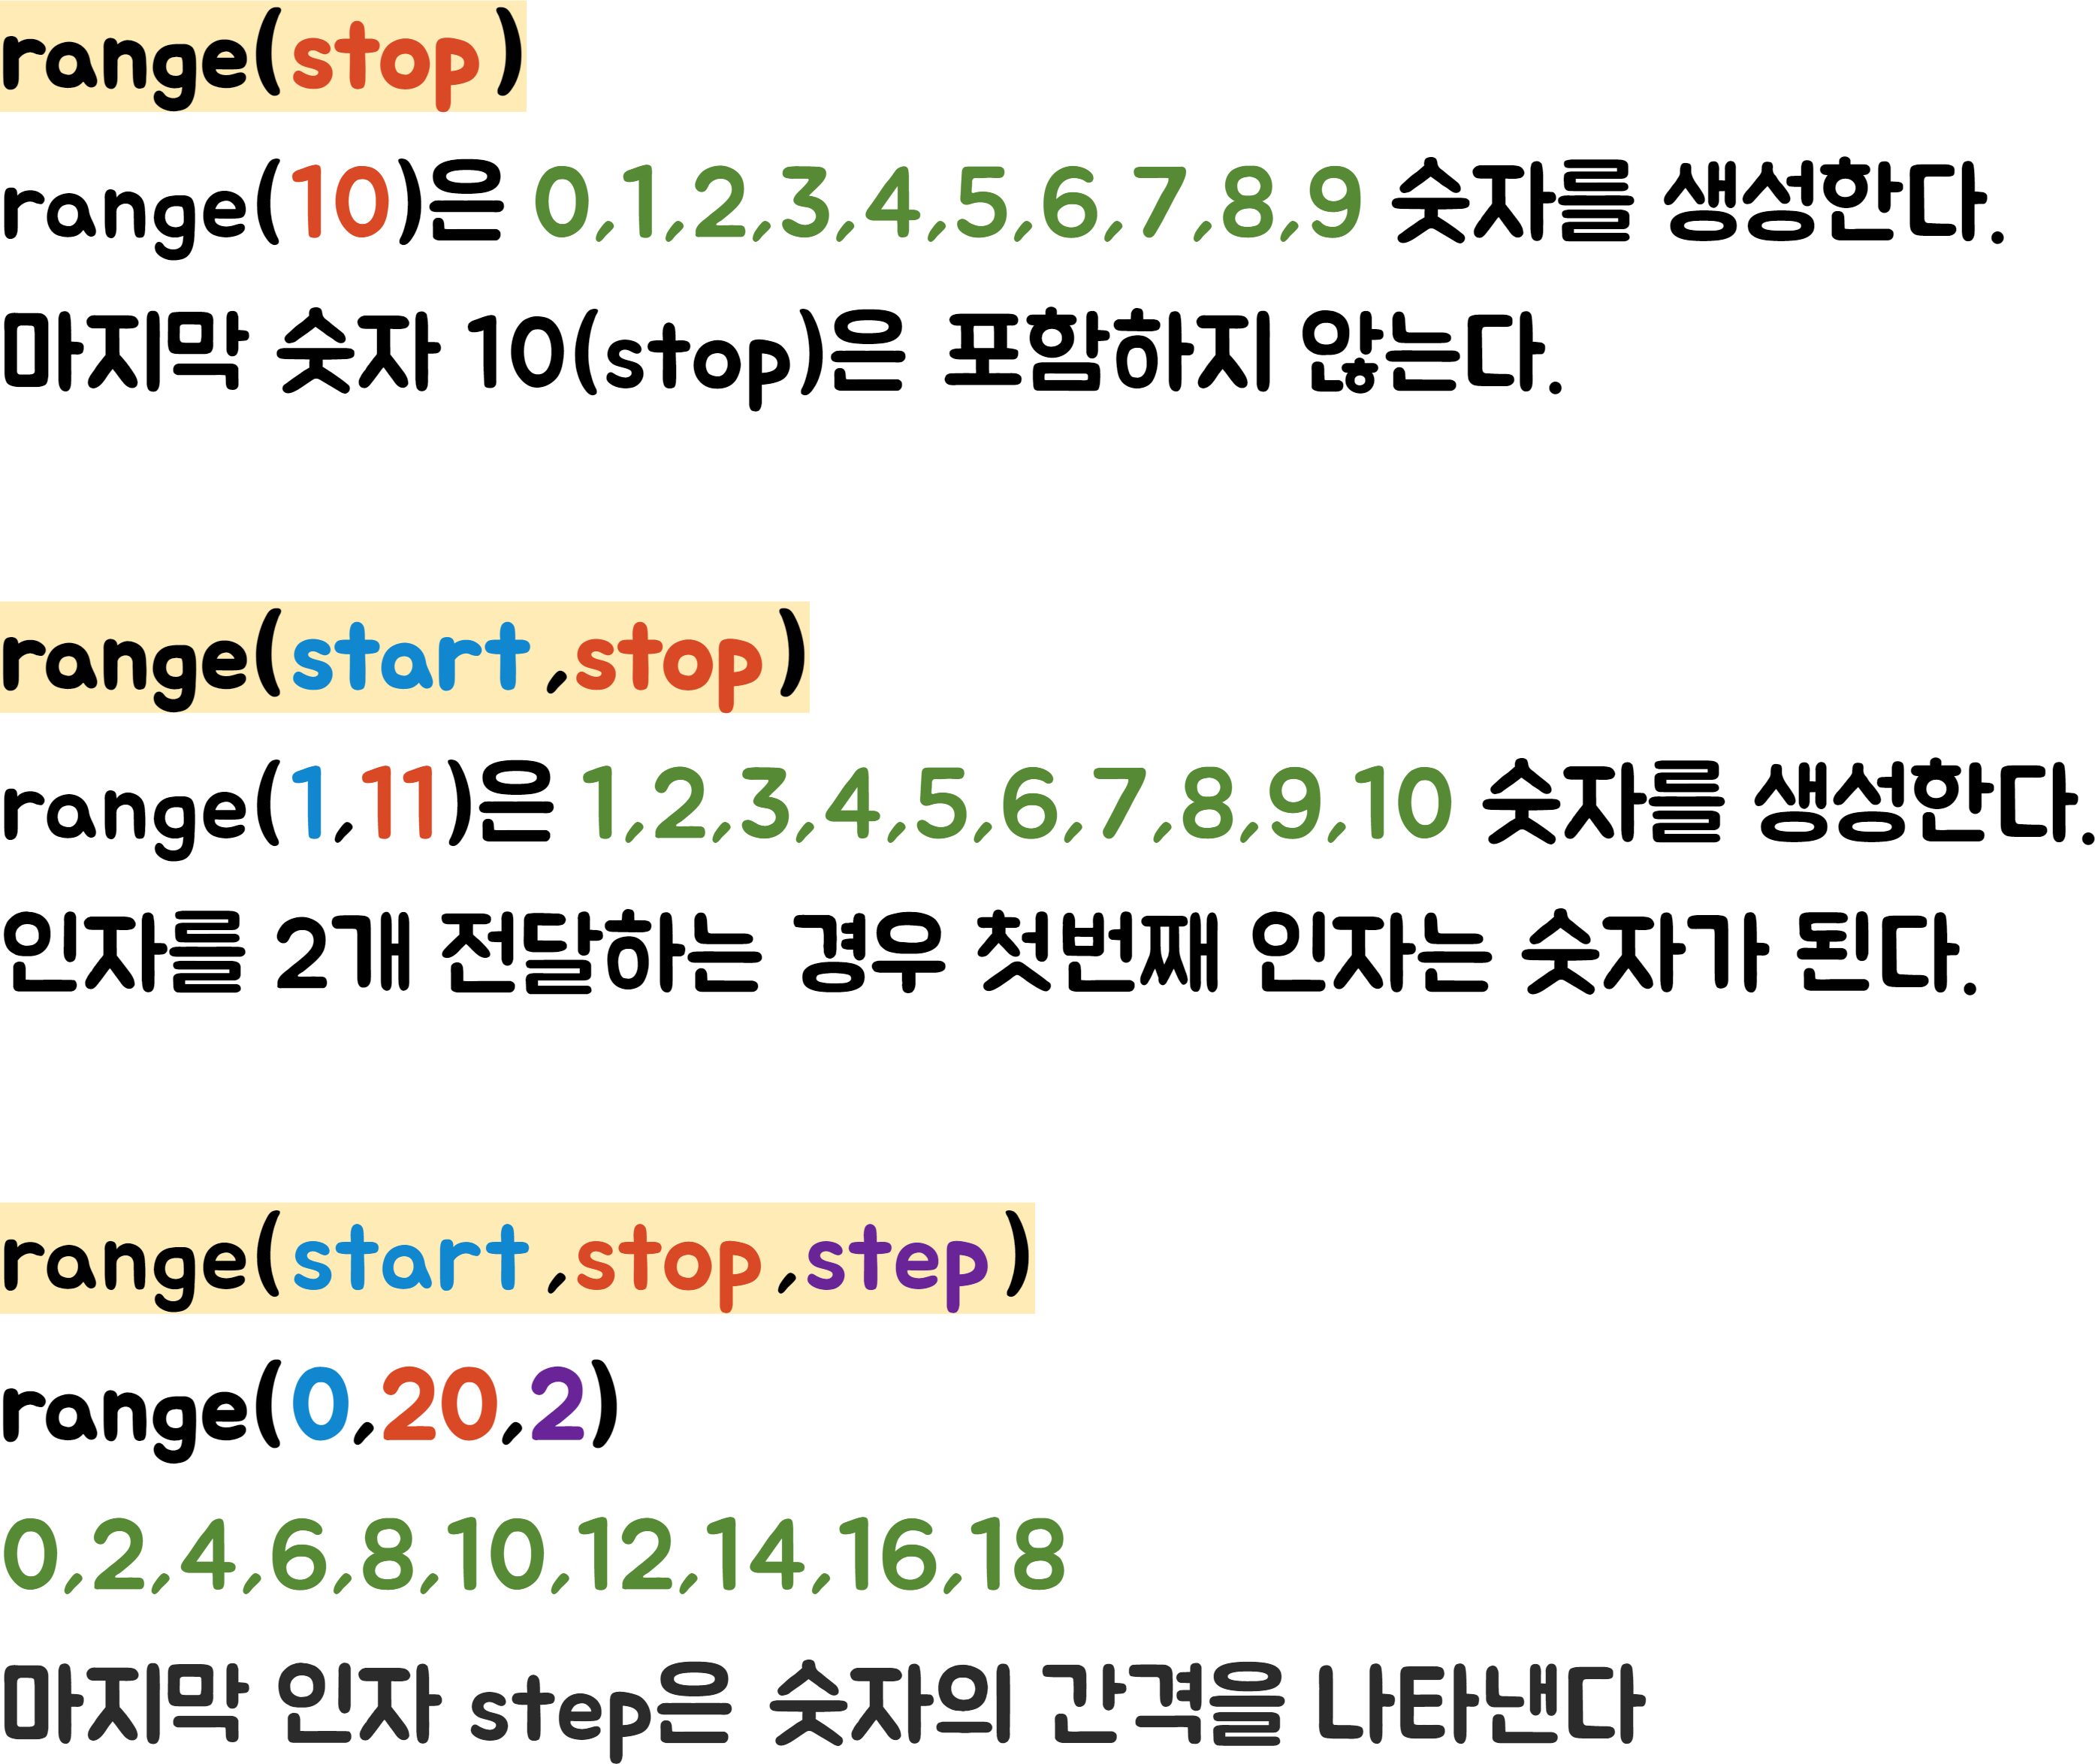 range(stop)
range(10)은 0,1,2,3,4,5,6,7,8,9 숫자를 생성한다.
마지막 숫자 10(stop)는 포함하지 않는다.
range(start,stop)
range(1,11)은 1,2,3,4,5,6,7,8,9,10 숫자를 생성한다.
인자를 2개 전달하는 경우 첫번째 인자는 숫자가 된다.
range(start,stop,step)
range(0,20,2)
0,2,4,6,8,10,12,14,16,18
마지막 인자 step은 숫자의 간격을 나타낸다